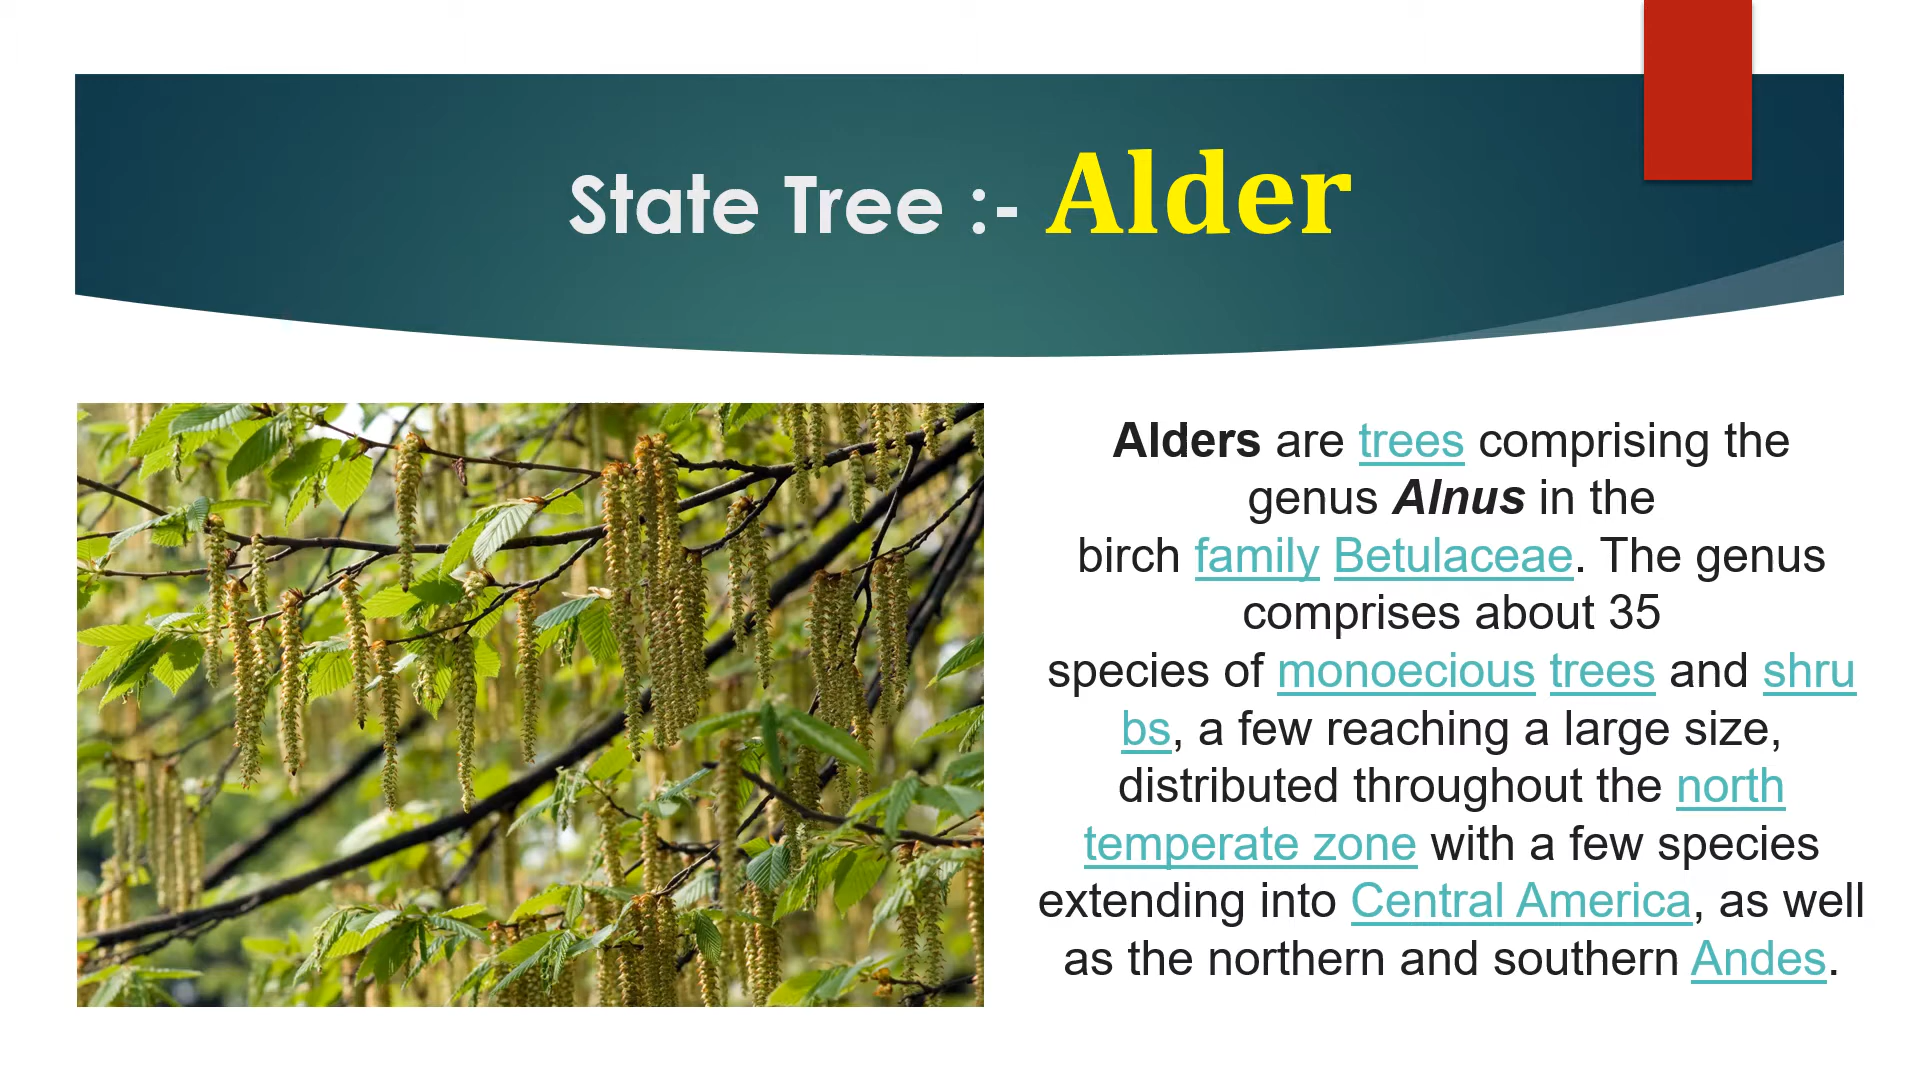 State Tree :- Alder
Alders are trees comprising the
genus Alnus in the
birch family Betulaceae. The genus
comprises about 35
species of monoecious trees and shru
bs, a few reaching a large size,
distributed throughout the north
temperate zone with a few species
extending into Central America, as well
as the northern and southern Andes.